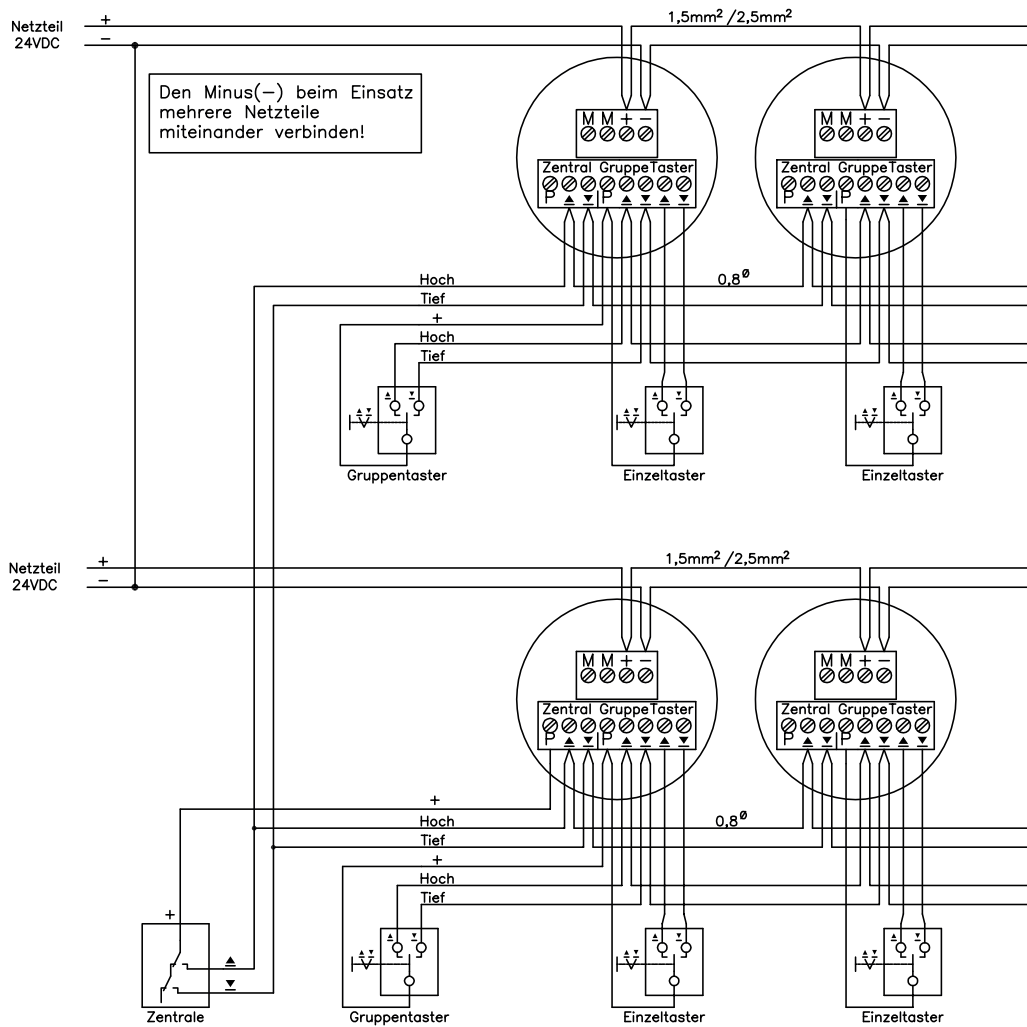 Netzteil + 1,5mm² /2,5mm²
24VDC −
Den Minus(−) beim Einsatz
mehrere Netzteile
miteinander verbinden!
M M + − M M + −
Zentral Gruppe Taster Zentral Gruppe Taster
P P P P
Hoch 0,8ø
Tief
+
Hoch
Tief
Gruppentaster Einzeltaster Einzeltaster
Netzteil + 1,5mm² /2,5mm²
24VDC −
M M + − M M + −
Zentral Gruppe Taster Zentral Gruppe Taster
P P P P
+
Hoch 0,8ø
Tief
+
Hoch
Tief
+
Zentrale Gruppentaster Einzeltaster Einzeltaster